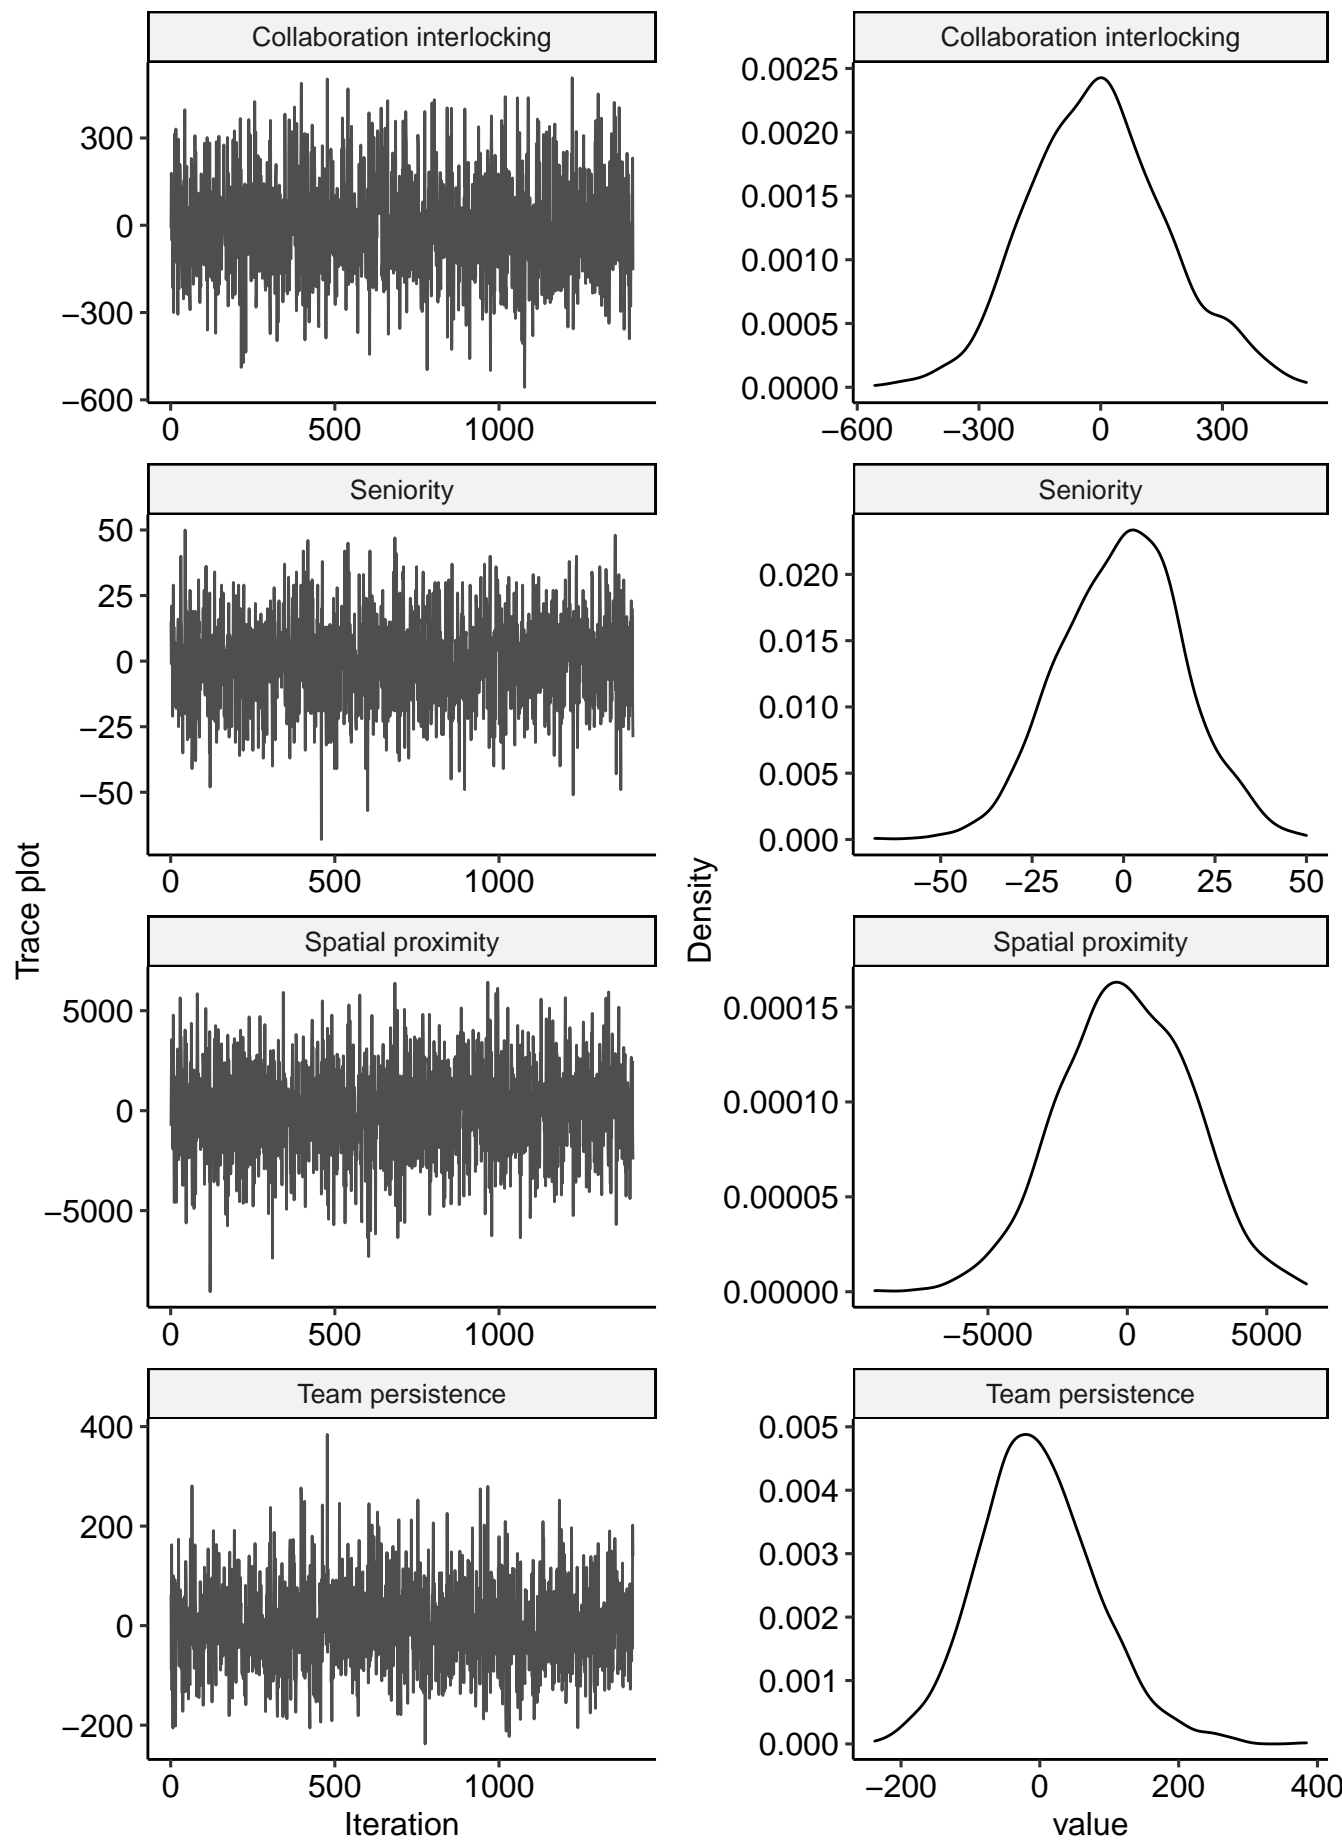 Collaboration interlocking
300
0
−300
−600
0 500 1000
Collaboration interlocking
0.0025
0.0020
0.0015
0.0010
0.0005
0.0000
−600 −300 0 300
Seniority
50
25
0
−25
−50
0 500 1000
Seniority
0.020
0.015
0.010
0.005
0.000
−50 −25 0 25 50
Trace plot
Density
Spatial proximity
5000
0
−5000
0 500 1000
Spatial proximity
0.00015
0.00010
0.00005
0.00000
−5000 0 5000
Team persistence
400
200
0
−200
0 500 1000
Iteration
Team persistence
0.005
0.004
0.003
0.002
0.001
0.000
−200 0 200 400
value